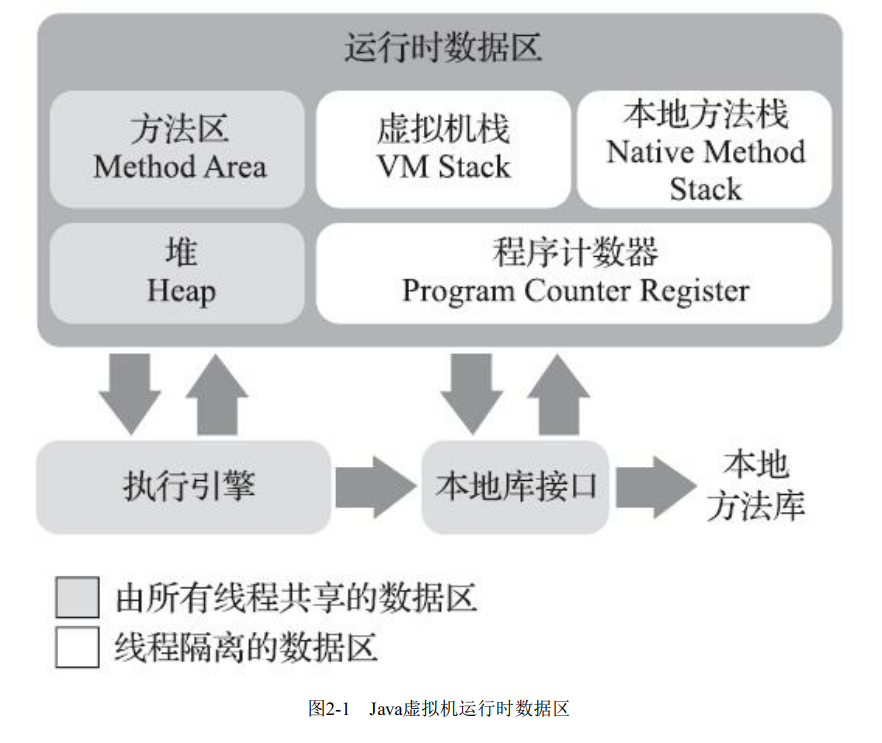 运行时数据区
方法区
Method Area
虚拟机栈
VM Stack
本地方法栈
Native Method
Stack
堆
Heap
程序计数器
Program Counter Register
执行引擎
本地库接口
本地
方法库
由所有线程共享的数据区
线程隔离的数据区
图2-1 Java虚拟机运行时数据区